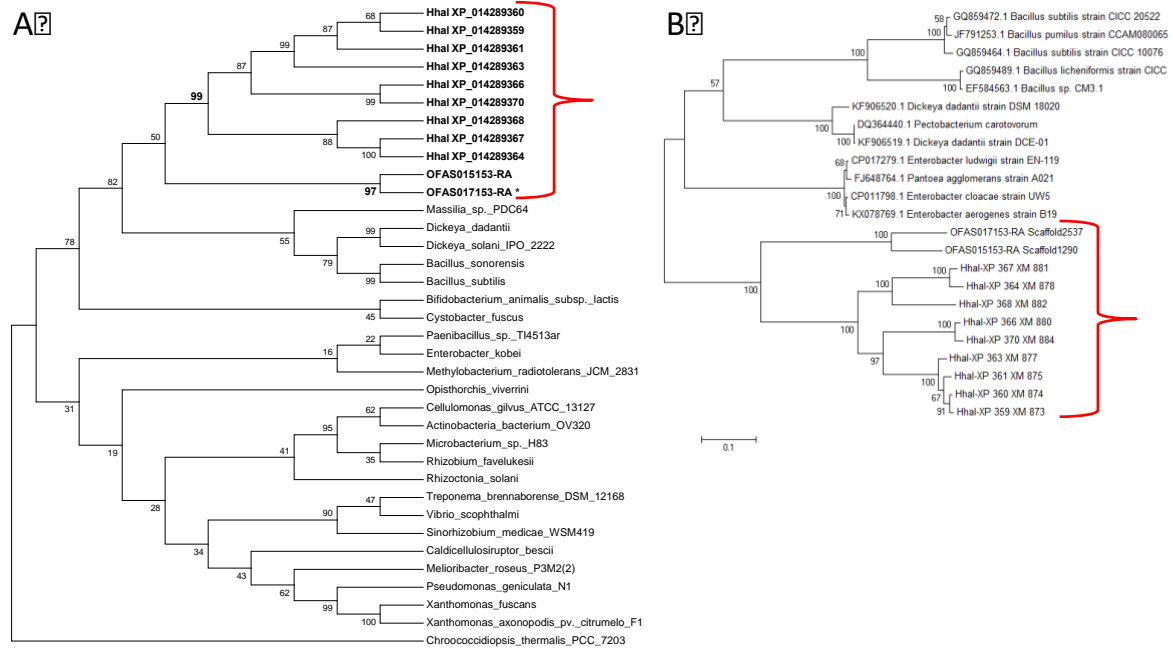 A
68
Hhal XP_014289360
87
Hhal XP_014289359
99
Hhal XP_014289361
87
Hhal XP_014289363
Hhal XP_014289366
99
99
Hhal XP_014289370
Hhal XP_014289368
50
88
Hhal XP_014289367
100
Hhal XP_014289364
82
OFAS015153-RA
97
OFAS017153-RA *
Massilia_sp._PDC64
78
55
99
Dickeya_dadantii
Dickeya_solani_IPO_2222
79
Bacillus_sonorensis
99
Bacillus_subtilis
Bifidobacterium_animalis_subsp._lactis
45
Cystobacter_fuscus
22
Paenibacillus_sp._TI4513ar
16
Enterobacter_kobei
Methylobacterium_radiotolerans_JCM_2831
31
Opisthorchis_viverrini
62
Cellulomonas_gilvus_ATCC_13127
95
Actinobacteria_bacterium_OV320
19
41
Microbacterium_sp._H83
35
Rhizobium_favelukesii
Rhizoctonia_solani
28
47
Treponema_brennaborense_DSM_12168
90
Vibrio_scophthalmi
Sinorhizobium_medicae_WSM419
34
Caldicellulosiruptor_bescii
43
Melioribacter_roseus_P3M2(2)
62
Pseudomonas_geniculata_N1
99
Xanthomonas_fuscans
100
Xanthomonas_axonopodis_pv._citrumelo_F1
Chroococcidiopsis_thermalis_PCC_7203
B
58
GQ859472.1 Bacillus subtilis strain CICC 20522
100
JF791253.1 Bacillus pumilus strain CCAM080065
100
GQ859464.1 Bacillus subtilis strain CICC 10076
GQ859489.1 Bacillus licheniformis strain CICC
57
100
EF584563.1 Bacillus sp. CM3.1
KF906520.1 Dickeya dadantii strain DSM 18020
100
DQ364440.1 Pectobacterium carotovorum
100
KF906519.1 Dickeya dadantii strain DCE-01
68
CP017279.1 Enterobacter ludwigii strain EN-119
FJ648764.1 Pantoea agglomerans strain A021
100
CP011798.1 Enterobacter cloacae strain UW5
71
KX078769.1 Enterobacter aerogenes strain B19
100
OFAS017153-RA Scaffold2537
OFAS015153-RA Scaffold1290
100
100
Hhal-XP 367 XM 881
100
Hhal-XP 364 XM 878
Hhal-XP 368 XM 882
100
100
Hhal-XP 366 XM 880
Hhal-XP 370 XM 884
97
Hhal-XP 363 XM 877
100
Hhal-XP 361 XM 875
67
Hhal-XP 360 XM 874
91
Hhal-XP 359 XM 873
0.1